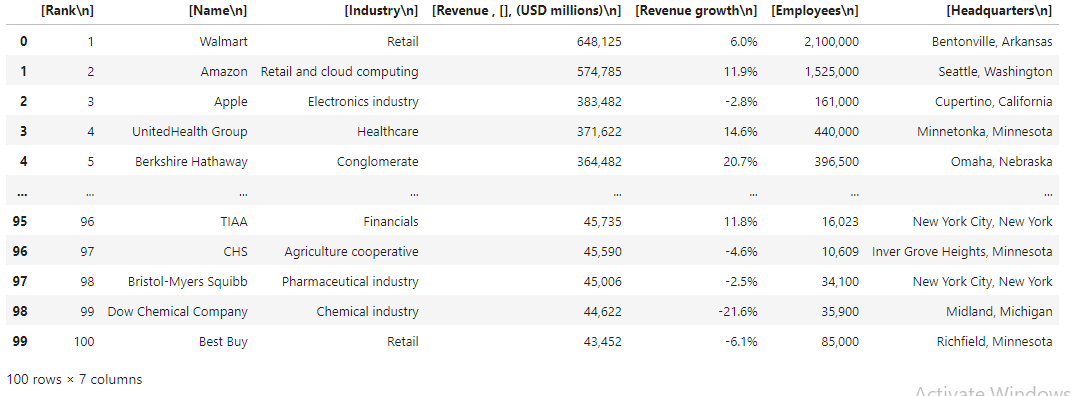 [Rank\n] [Name\n] [Industry\n] [Revenue , [], (USD millions)\n] [Revenue growth\n] [Employees\n] [Headquarters\n]
0 1 Walmart Retail 648,125 6.0% 2,100,000 Bentonville, Arkansas
1 2 Amazon Retail and cloud computing 574,785 11.9% 1,525,000 Seattle, Washington
2 3 Apple Electronics industry 383,482 -2.8% 161,000 Cupertino, California
3 4 UnitedHealth Group Healthcare 371,622 14.6% 440,000 Minnetonka, Minnesota
4 5 Berkshire Hathaway Conglomerate 364,482 20.7% 396,500 Omaha, Nebraska
... ... ... ... ... ... ... ...
95 96 TIAA Financials 45,735 11.8% 16,023 New York City, New York
96 97 CHS Agriculture cooperative 45,590 -4.6% 10,609 Inver Grove Heights, Minnesota
97 98 Bristol-Myers Squibb Pharmaceutical industry 45,006 -2.5% 34,100 New York City, New York
98 99 Dow Chemical Company Chemical industry 44,622 -21.6% 35,900 Midland, Michigan
99 100 Best Buy Retail 43,452 -6.1% 85,000 Richfield, Minnesota
100 rows × 7 columns
Activate Windows